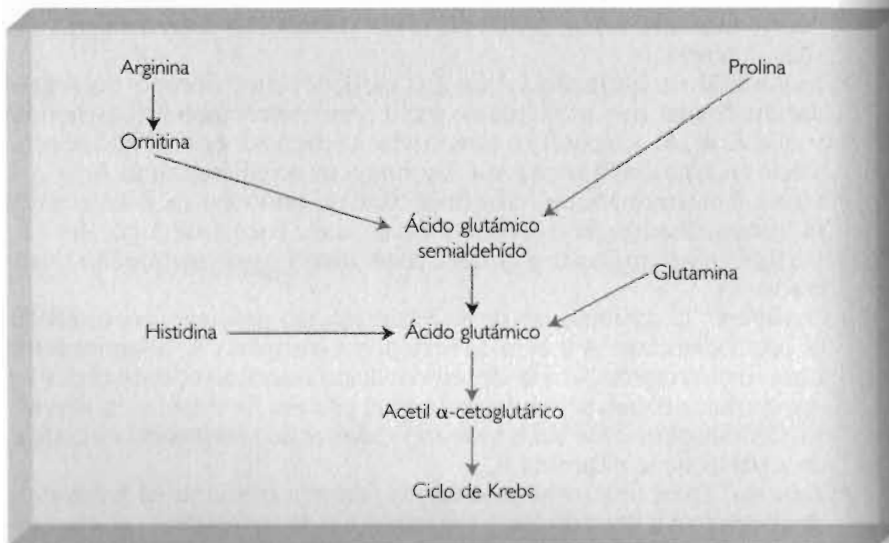 Arginina
Prolina
Ornitina
Ácido glutámico
semialdehído
Glutamina
Histidina
Ácido glutámico
Acetil α-cetoglutárico
Ciclo de Krebs